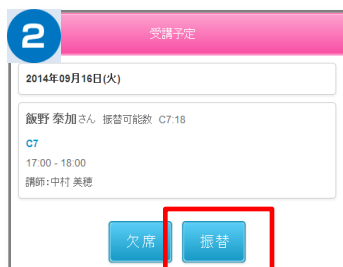 2
受講予定
2014年09月16日(火)
飯野 泰加さん 振替可能数 C7:18
C7
17:00 - 18:00
講師:中村 美穂
欠席 振替